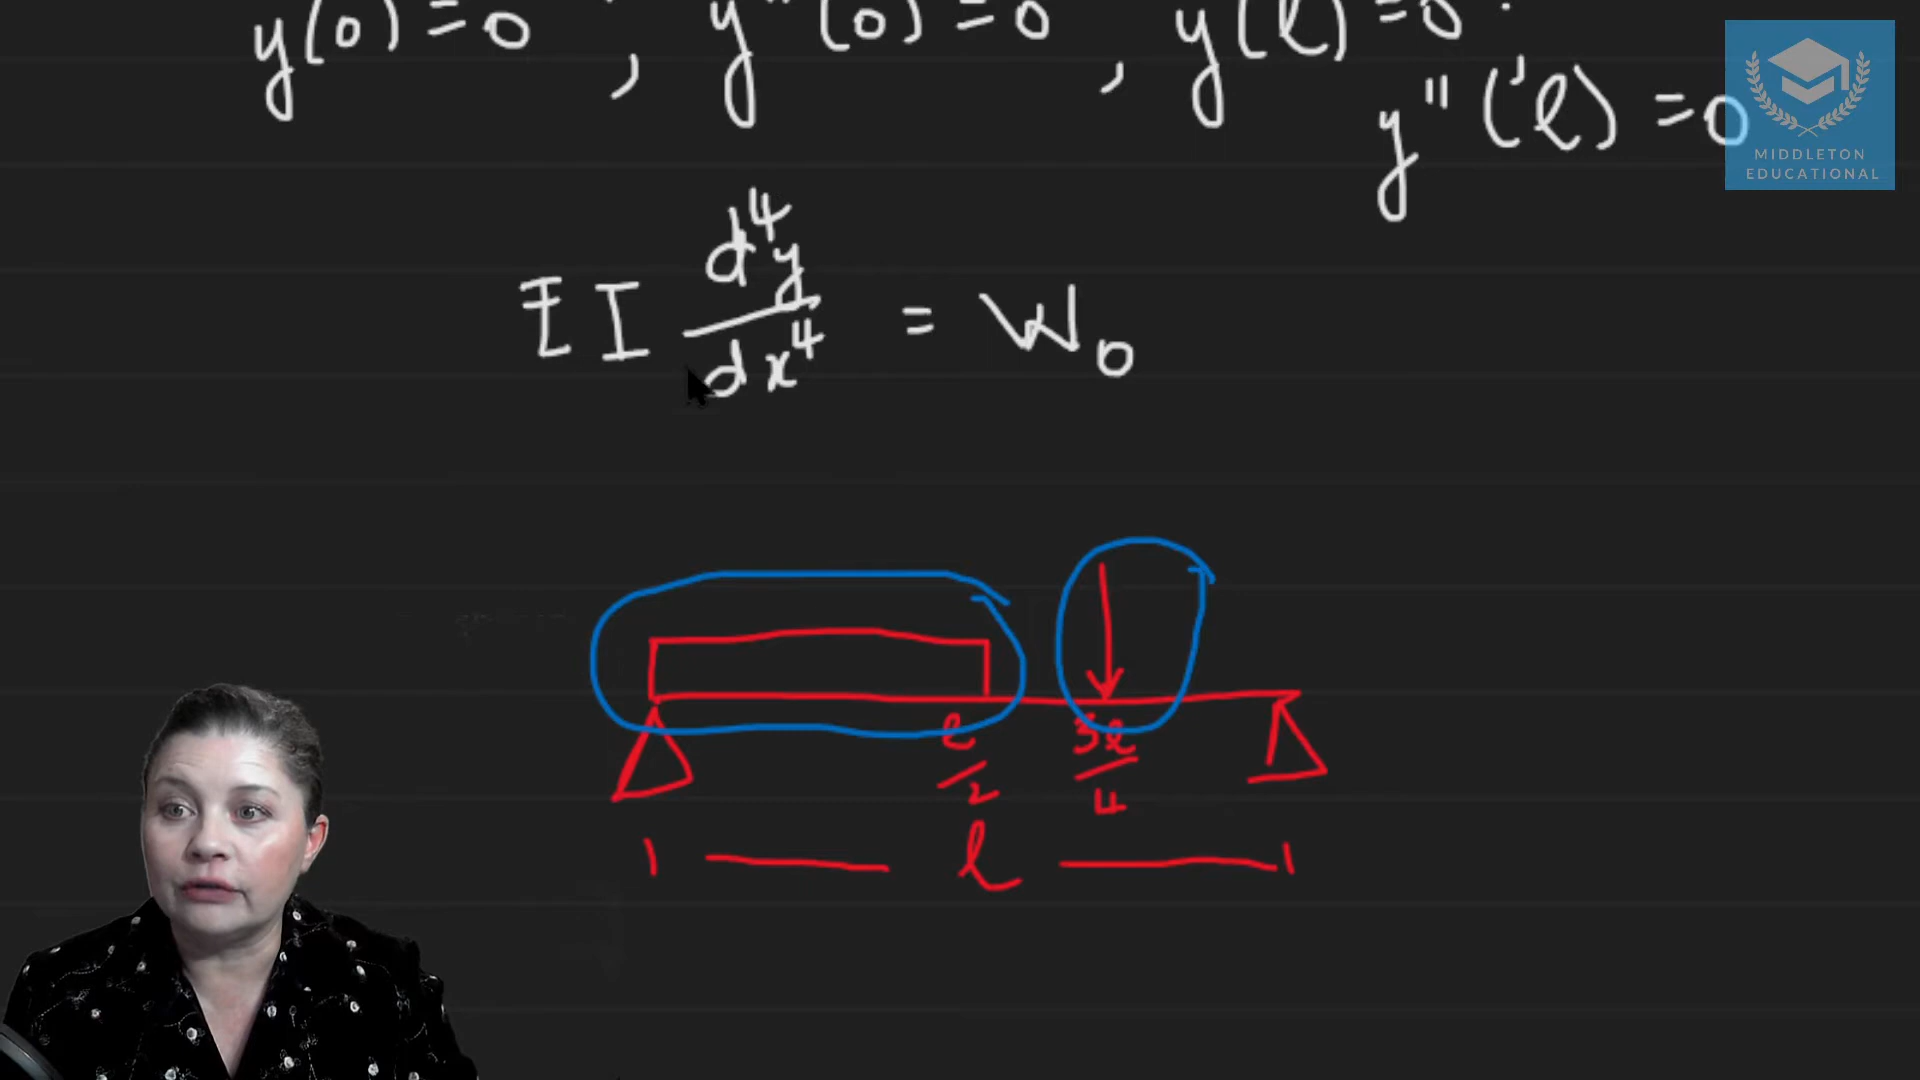 y(0)=0 , y''(0)=0 , y(ℓ)=0 ,
y''(ℓ)=0
MIDDLETON
EDUCATIONAL
EI d⁴y/dx⁴ = W₀
ℓ/2 3ℓ/4
ℓ